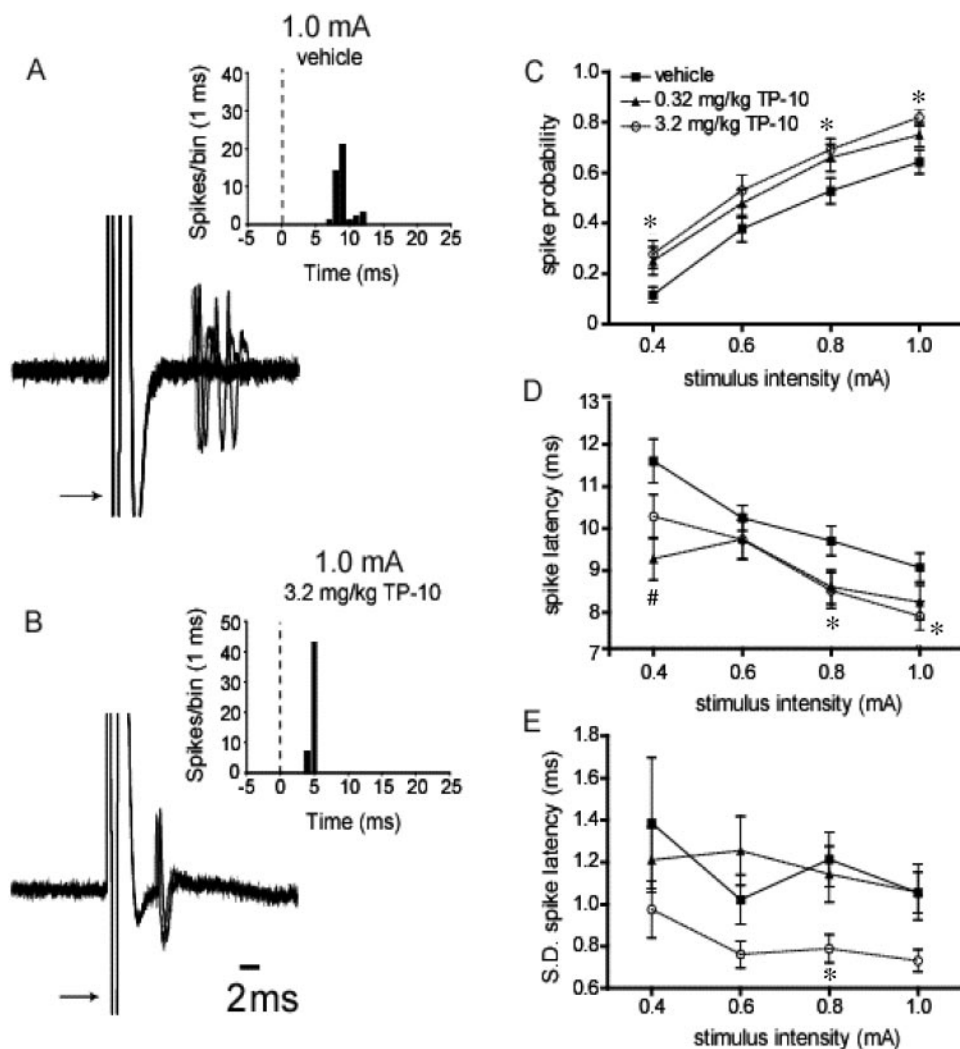 A
1.0 mA
vehicle
Spikes/bin (1 ms)
40
30
20
10
0
-5 0 5 10 15 20 25
Time (ms)
B
1.0 mA
3.2 mg/kg TP-10
Spikes/bin (1 ms)
50
40
30
20
10
0
-5 0 5 10 15 20 25
Time (ms)
2ms
C
vehicle
0.32 mg/kg TP-10
3.2 mg/kg TP-10
spike probability
1.0
0.8
0.6
0.4
0.2
0
* * *
0.4 0.6 0.8 1.0
stimulus intensity (mA)
D
spike latency (ms)
13
12
11
10
9
8
7
# * *
0.4 0.6 0.8 1.0
stimulus intensity (mA)
E
S.D. spike latency (ms)
1.8
1.6
1.4
1.2
1.0
0.8
0.6
*
0.4 0.6 0.8 1.0
stimulus intensity (mA)